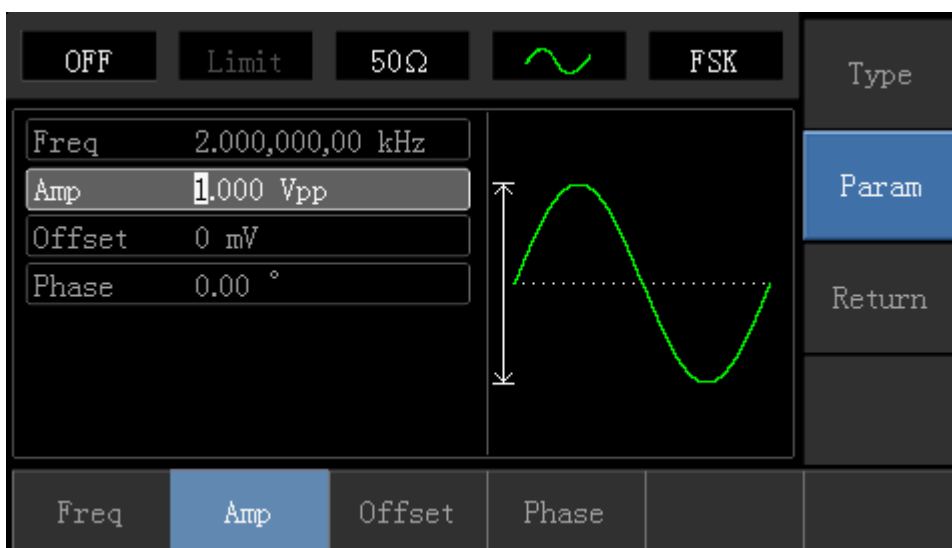 OFF Limit 50Ω FSK
Type
Freq 2.000,000,00 kHz
Amp 1.000 Vpp
Param
Offset 0 mV
Phase 0.00 °
Return
Freq Amp Offset Phase